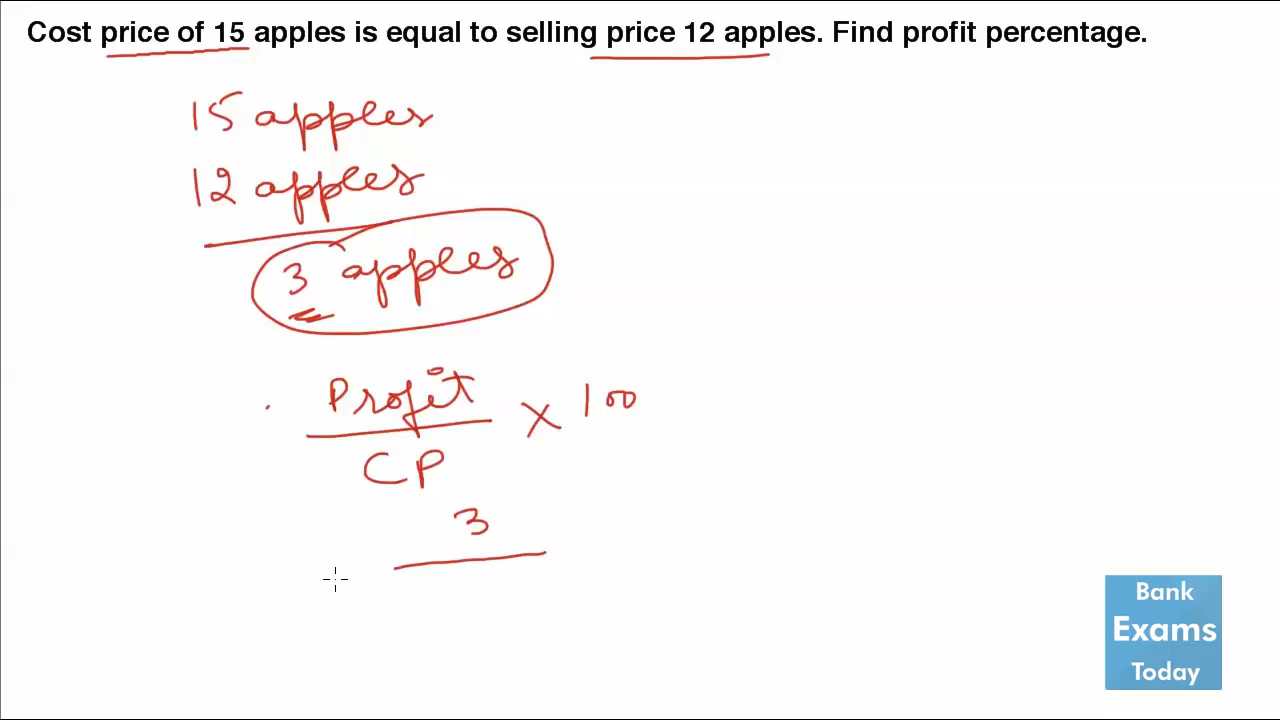 Cost price of 15 apples is equal to selling price 12 apples. Find profit percentage.
15 apples
12 apples
3 apples
Profit × 100
CP
3
Bank
Exams
Today